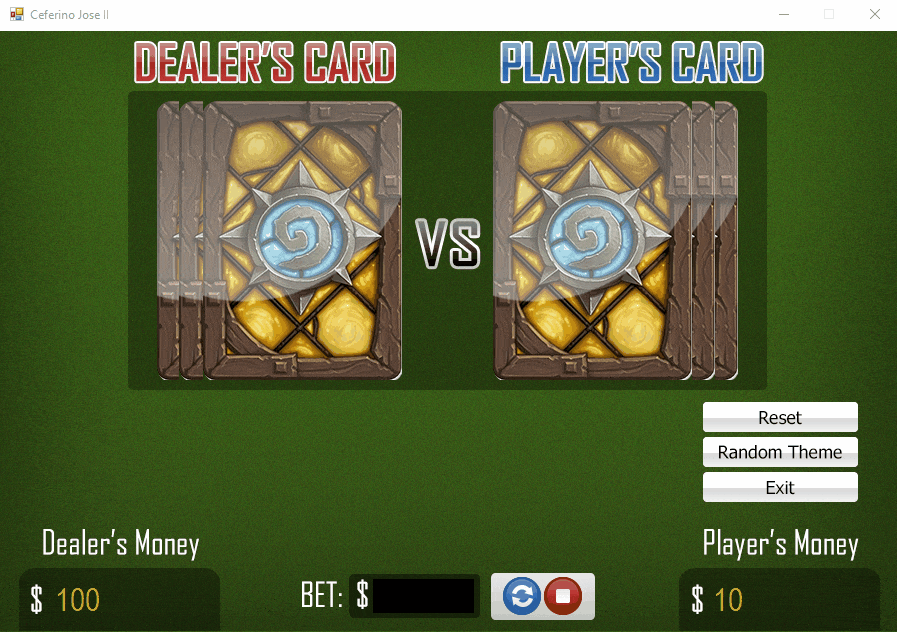 Ceferino Jose II
DEALER'S CARD
PLAYER'S CARD
VS
Reset
Random Theme
Exit
Dealer's Money
Player's Money
$ 100
BET: $
$ 10